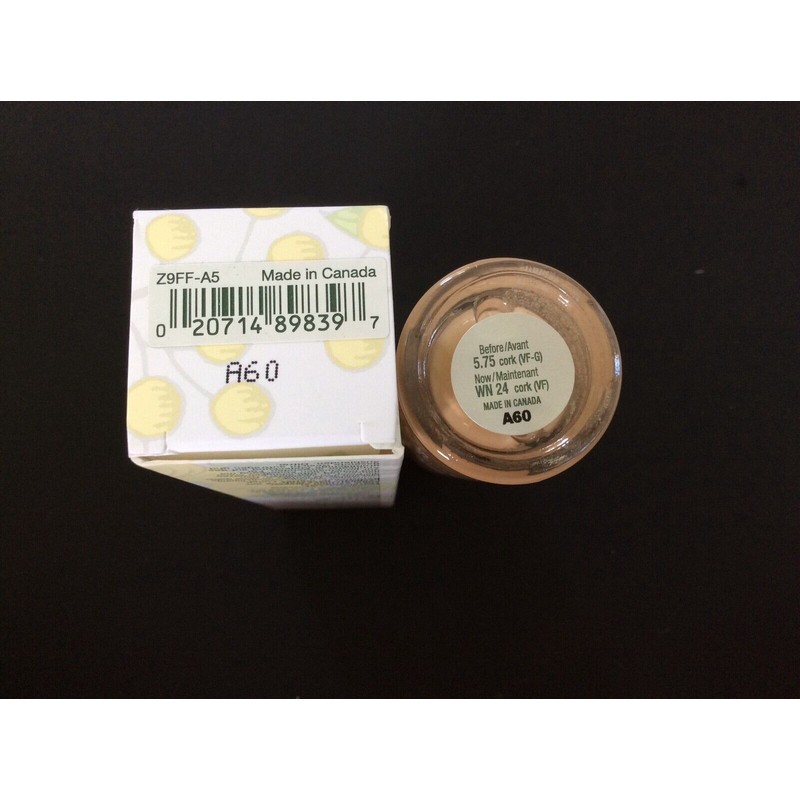 Z9FF-A5 Made in Canada
0 20714 89839 7
A60
Before/Avant
5.75 cork (VF-G)
Now/Maintenant
WN 24 cork (VF)
MADE IN CANADA
A60